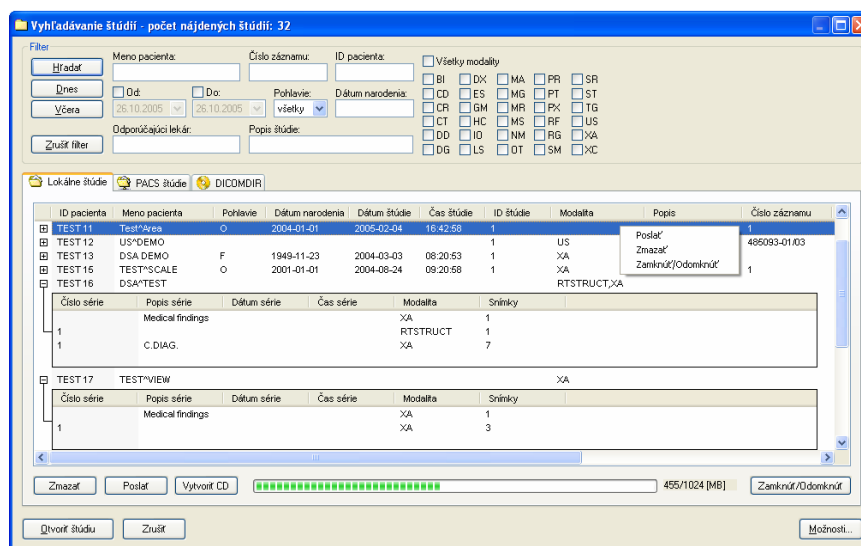 Vyhľadávanie štúdií - počet nájdených štúdií: 32
Filter
Hľadať
Meno pacienta: Číslo záznamu: ID pacienta:
Všetky modality
Dnes
Od: Do: Pohlavie: Dátum narodenia:
Včera
26.10.2005 26.10.2005 všetky
BI DX MA PR SR
CD ES MG PT ST
CR GM MR PX TG
CT HC MS RF US
DD IO NM RG XA
DG LS OT SM XC
Odporúčajúci lekár: Popis štúdie:
Zrušiť filter
Lokálne štúdie PACS štúdie DICOMDIR
ID pacienta Meno pacienta Pohlavie Dátum narodenia Dátum štúdie Čas štúdie ID štúdie Modalita Popis Číslo záznamu
TEST 11 Test^Area O 2004-01-01 2005-02-04 16:42:58 1 1
TEST 12 US^DEMO 1 US 485093-01/03
TEST 13 DSA DEMO F 1949-11-23 2004-03-03 08:20:53 1 XA
TEST 15 TEST^SCALE O 2001-01-01 2004-08-24 09:20:58 1 XA 1
TEST 16 DSA^TEST RTSTRUCT,XA
Poslať
Zmazať
Zamknúť/Odomknúť
Číslo série Popis série Dátum série Čas série Modalita Snímky
Medical findings XA 1
1 RTSTRUCT 1
1 C.DIAG. XA 7
TEST 17 TEST^VIEW XA
Číslo série Popis série Dátum série Čas série Modalita Snímky
Medical findings XA 1
1 XA 3
Zmazať Poslať Vytvoriť CD 455/1024 [MB] Zamknúť/Odomknúť
Otvoriť štúdiu Zrušiť Možnosti...